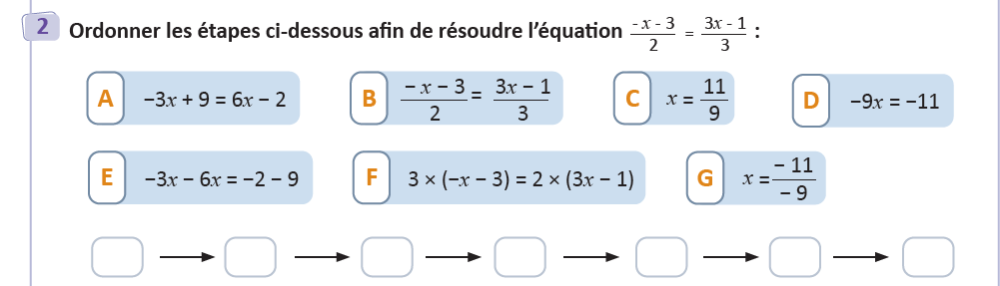 2 Ordonner les étapes ci-dessous afin de résoudre l’équation (-x - 3)/2 = (3x - 1)/3 :
A −3x + 9 = 6x − 2 B (− x − 3)/2 = (3x − 1)/3 C x = 11/9 D −9x = −11
E −3x − 6x = −2 − 9 F 3 × (−x − 3) = 2 × (3x − 1) G x = (− 11)/(− 9)